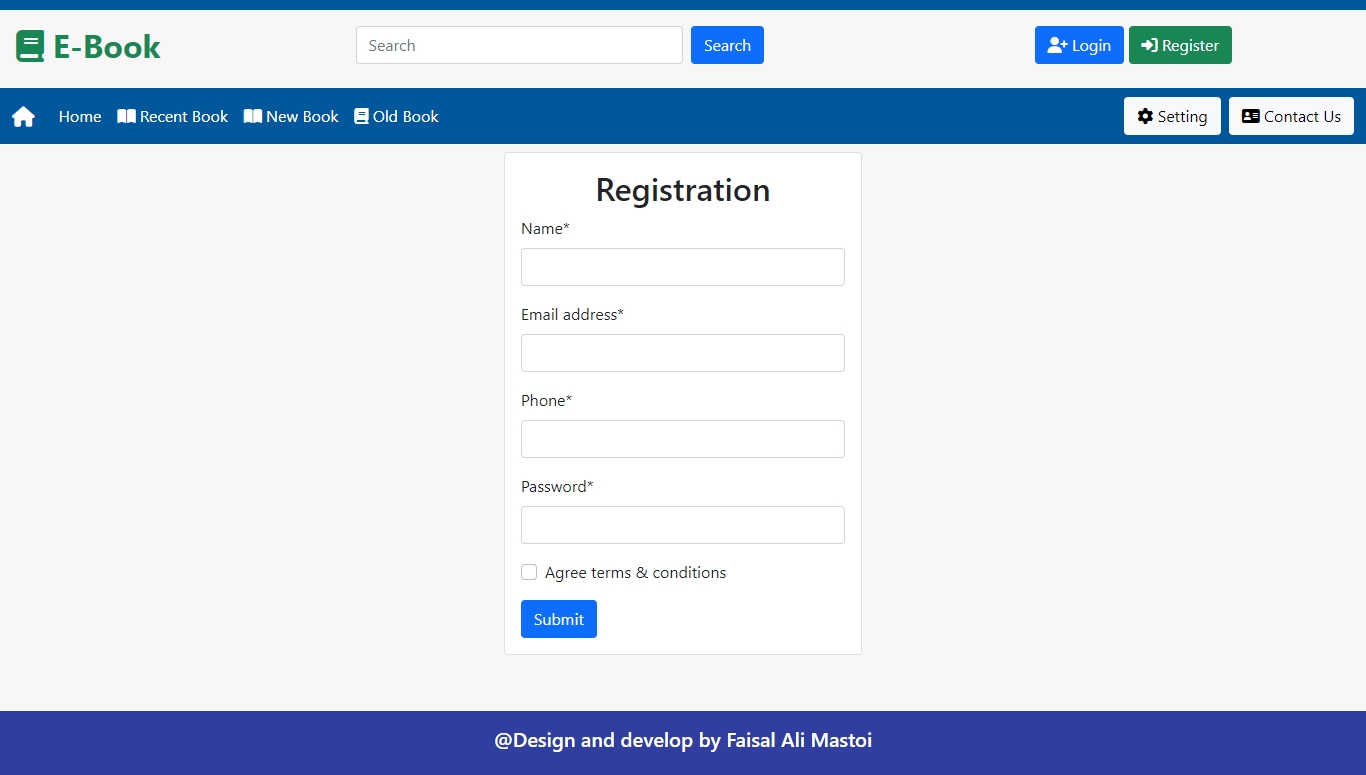 E-Book
Search Search
Login Register
Home Recent Book New Book Old Book
Setting Contact Us
Registration
Name*
Email address*
Phone*
Password*
Agree terms & conditions
Submit
@Design and develop by Faisal Ali Mastoi